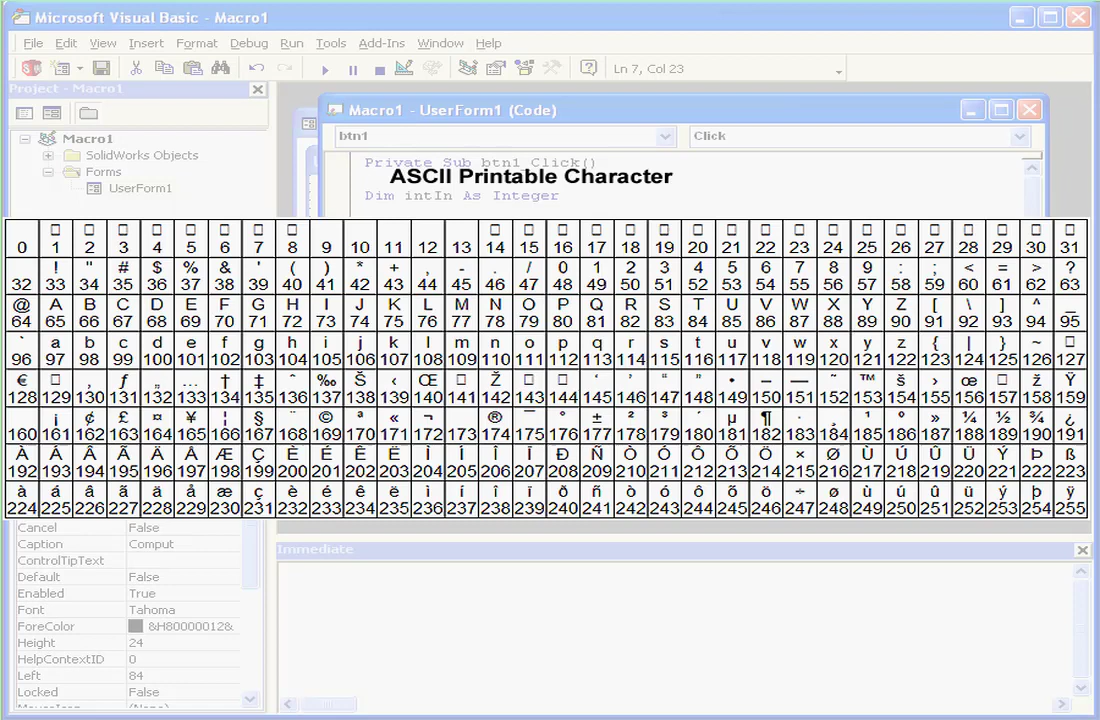 Microsoft Visual Basic - Macro1
File Edit View Insert Format Debug Run Tools Add-Ins Window Help
Ln 7, Col 23
Project - Macro1
Macro1 - UserForm1 (Code)
btn1 Click
Macro1
SolidWorks Objects
Forms
UserForm1
Private Sub btn1_Click()
ASCII Printable Character
Dim intIn As Integer
0 1 2 3 4 5 6 7 8 9 10 11 12 13 14 15 16 17 18 19 20 21 22 23 24 25 26 27 28 29 30 31
! " # $ % & ' ( ) * + , - . / 0 1 2 3 4 5 6 7 8 9 : ; < = > ?
32 33 34 35 36 37 38 39 40 41 42 43 44 45 46 47 48 49 50 51 52 53 54 55 56 57 58 59 60 61 62 63
@ A B C D E F G H I J K L M N O P Q R S T U V W X Y Z [ \ ] ^ _
64 65 66 67 68 69 70 71 72 73 74 75 76 77 78 79 80 81 82 83 84 85 86 87 88 89 90 91 92 93 94 95
` a b c d e f g h i j k l m n o p q r s t u v w x y z { | } ~
96 97 98 99 100 101 102 103 104 105 106 107 108 109 110 111 112 113 114 115 116 117 118 119 120 121 122 123 124 125 126 127
€ ‚ ƒ „ … † ‡ ˆ ‰ Š ‹ Œ Ž ‘ ’ “ ” • – — ˜ ™ š › œ ž Ÿ
128 129 130 131 132 133 134 135 136 137 138 139 140 141 142 143 144 145 146 147 148 149 150 151 152 153 154 155 156 157 158 159
¡ ¢ £ ¤ ¥ ¦ § ¨ © ª « ¬ ® ¯ ° ± ² ³ ´ µ ¶ · ¸ ¹ º » ¼ ½ ¾ ¿
160 161 162 163 164 165 166 167 168 169 170 171 172 173 174 175 176 177 178 179 180 181 182 183 184 185 186 187 188 189 190 191
À Á Â Ã Ä Å Æ Ç È É Ê Ë Ì Í Î Ï Ð Ñ Ò Ó Ô Õ Ö × Ø Ù Ú Û Ü Ý Þ ß
192 193 194 195 196 197 198 199 200 201 202 203 204 205 206 207 208 209 210 211 212 213 214 215 216 217 218 219 220 221 222 223
à á â ã ä å æ ç è é ê ë ì í î ï ð ñ ò ó ô õ ö ÷ ø ù ú û ü ý þ ÿ
224 225 226 227 228 229 230 231 232 233 234 235 236 237 238 239 240 241 242 243 244 245 246 247 248 249 250 251 252 253 254 255
Cancel False
Caption Comput
ControlTipText
Default False
Enabled True
Font Tahoma
ForeColor &H80000012&
Height 24
HelpContextID 0
Left 84
Locked False
Immediate